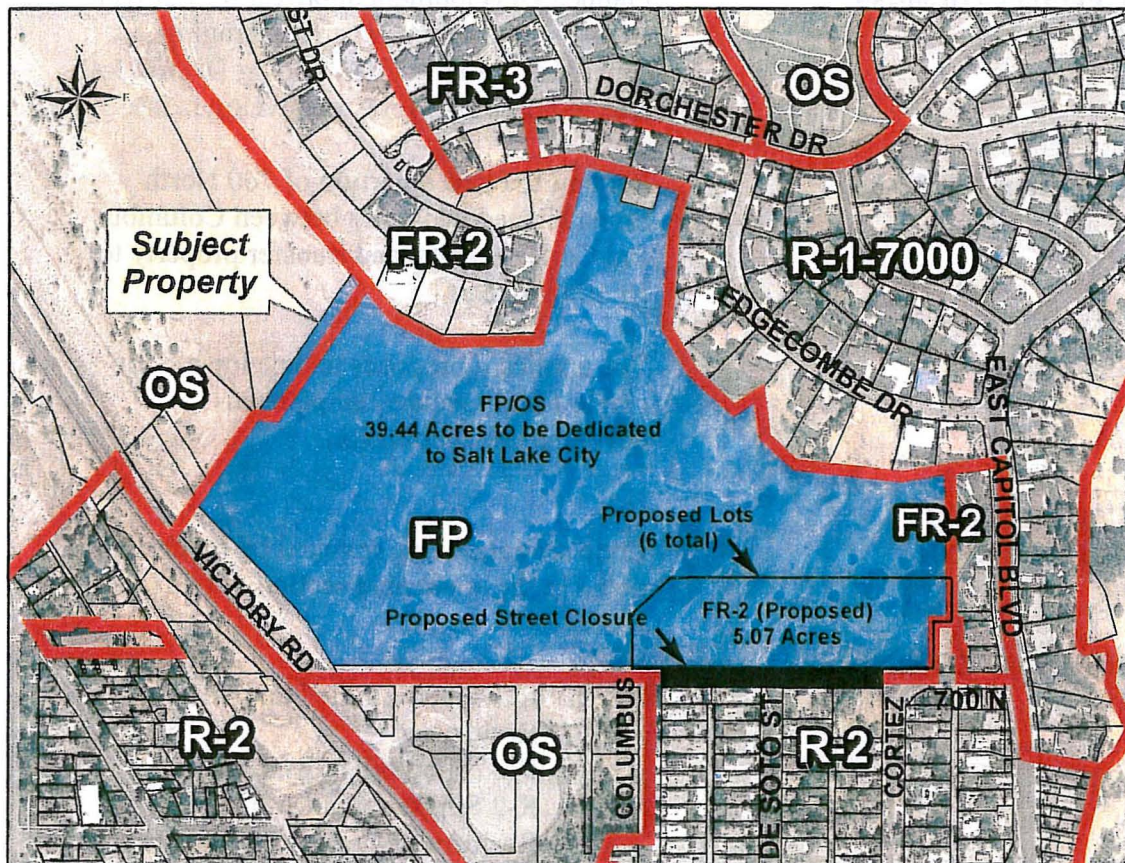 N
W
E
S
ST DR
FR-3
DORCHESTER DR
OS
Subject
Property
FR-2
R-1-7000
EDGECOMBE DR
EAST CAPITOL BLVD
OS
FP/OS
39.44 Acres to be Dedicated
to Salt Lake City
FP
Proposed Lots
(6 total)
FR-2
VICTORY RD
Proposed Street Closure
FR-2 (Proposed)
5.07 Acres
R-2
OS
COLUMBUS
DE SOTO ST
R-2
CORTEZ
700 N